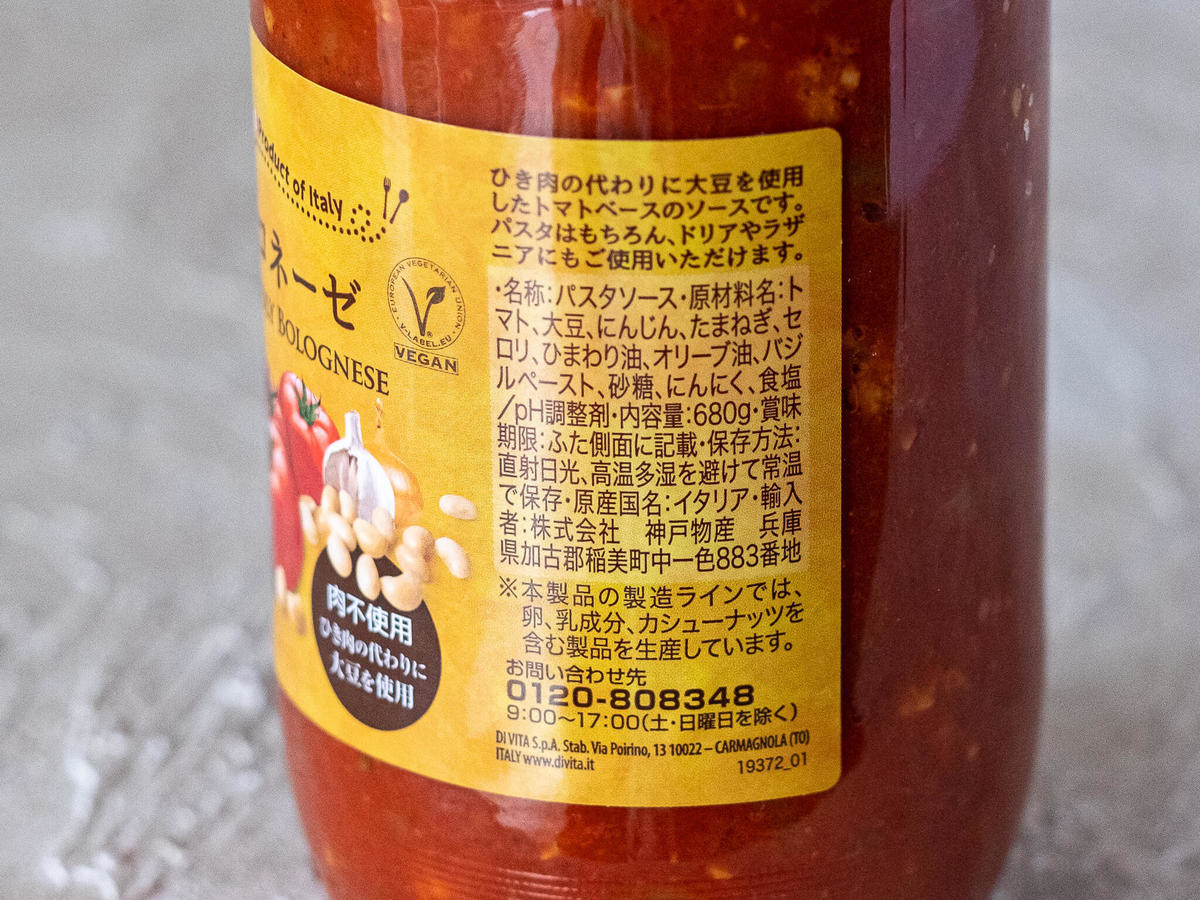 Product of Italy
ネーゼ
BOLOGNESE
EUROPEAN VEGETARIAN UNION
V-LABEL.EU
VEGAN
肉不使用
ひき肉の代わりに
大豆を使用
ひき肉の代わりに大豆を使用
したトマトベースのソースです。
パスタはもちろん、ドリアやラザ
ニアにもご使用いただけます。
・名称:パスタソース・原材料名:ト
マト、大豆、にんじん、たまねぎ、セ
ロリ、ひまわり油、オリーブ油、バジ
ルペースト、砂糖、にんにく、食塩
/pH調整剤・内容量:680g・賞味
期限:ふた側面に記載・保存方法:
直射日光、高温多湿を避けて常温
で保存・原産国名:イタリア・輸入
者:株式会社 神戸物産 兵庫
県加古郡稲美町中一色883番地
※本製品の製造ラインでは、
卵、乳成分、カシューナッツを
含む製品を生産しています。
お問い合わせ先
0120-808348
9:00〜17:00(土・日曜日を除く)
DI VITA S.p.A. Stab. Via Poirino, 13 10022 – CARMAGNOLA (TO)
ITALY www.divita.it
19372_01